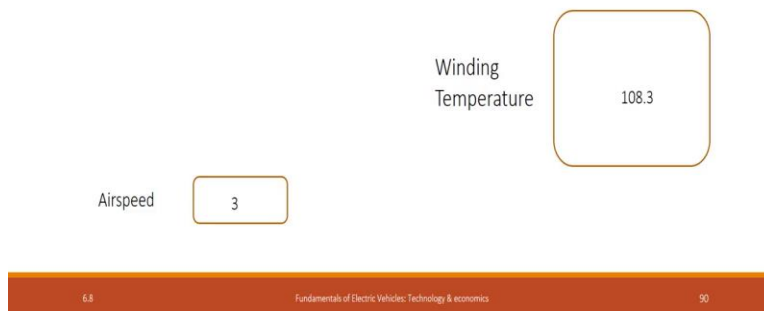 Winding
Temperature
108.3
Airspeed
3
6.8
Fundamentals of Electric Vehicles: Technology & economics
90